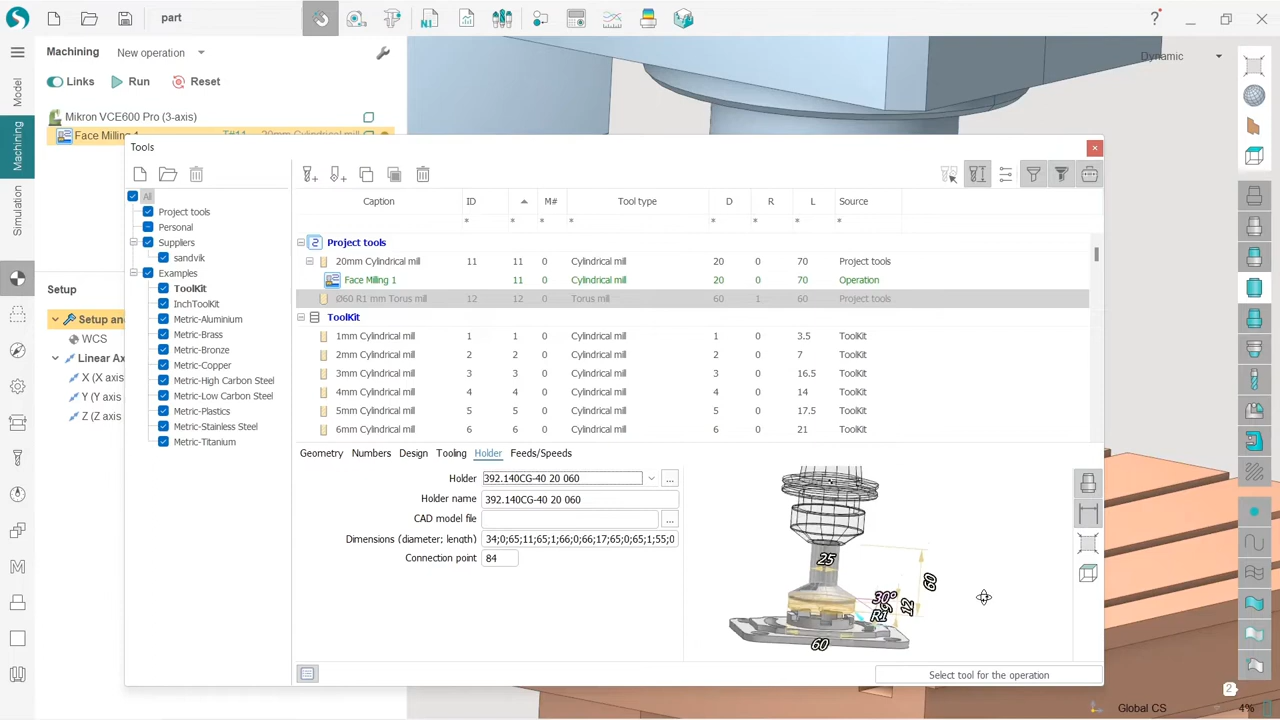 part
?
Machining
New operation
Dynamic
Links
Run
Reset
Model
Machining
Simulation
Mikron VCE600 Pro (3-axis)
Face Milling 1
Tools
All
Project tools
Personal
Suppliers
sandvik
Examples
ToolKit
InchToolKit
Metric-Aluminium
Metric-Brass
Metric-Bronze
Metric-Copper
Metric-High Carbon Steel
Metric-Low Carbon Steel
Metric-Plastics
Metric-Stainless Steel
Metric-Titanium
Setup
Setup and
WCS
Linear Ax
X (X axis
Y (Y axis
Z (Z axis
Caption ID M# Tool type D R L Source
* * * * * * * *
Project tools
20mm Cylindrical mill 11 11 0 Cylindrical mill 20 0 70 Project tools
Face Milling 1 11 0 Cylindrical mill 20 0 70 Operation
Ø60 R1 mm Torus mill 12 12 0 Torus mill 60 1 60 Project tools
ToolKit
1mm Cylindrical mill 1 1 0 Cylindrical mill 1 0 3.5 ToolKit
2mm Cylindrical mill 2 2 0 Cylindrical mill 2 0 7 ToolKit
3mm Cylindrical mill 3 3 0 Cylindrical mill 3 0 16.5 ToolKit
4mm Cylindrical mill 4 4 0 Cylindrical mill 4 0 14 ToolKit
5mm Cylindrical mill 5 5 0 Cylindrical mill 5 0 17.5 ToolKit
6mm Cylindrical mill 6 6 0 Cylindrical mill 6 0 21 ToolKit
Geometry Numbers Design Tooling Holder Feeds/Speeds
Holder 392.140CG-40 20 060
Holder name 392.140CG-40 20 060
CAD model file
Dimensions (diameter; length) 34;0;65;11;65;1;66;0;66;17;65;0;65;1;55;0
Connection point 84
25
60
30°
12
R1
60
Select tool for the operation
2
Global CS
4%